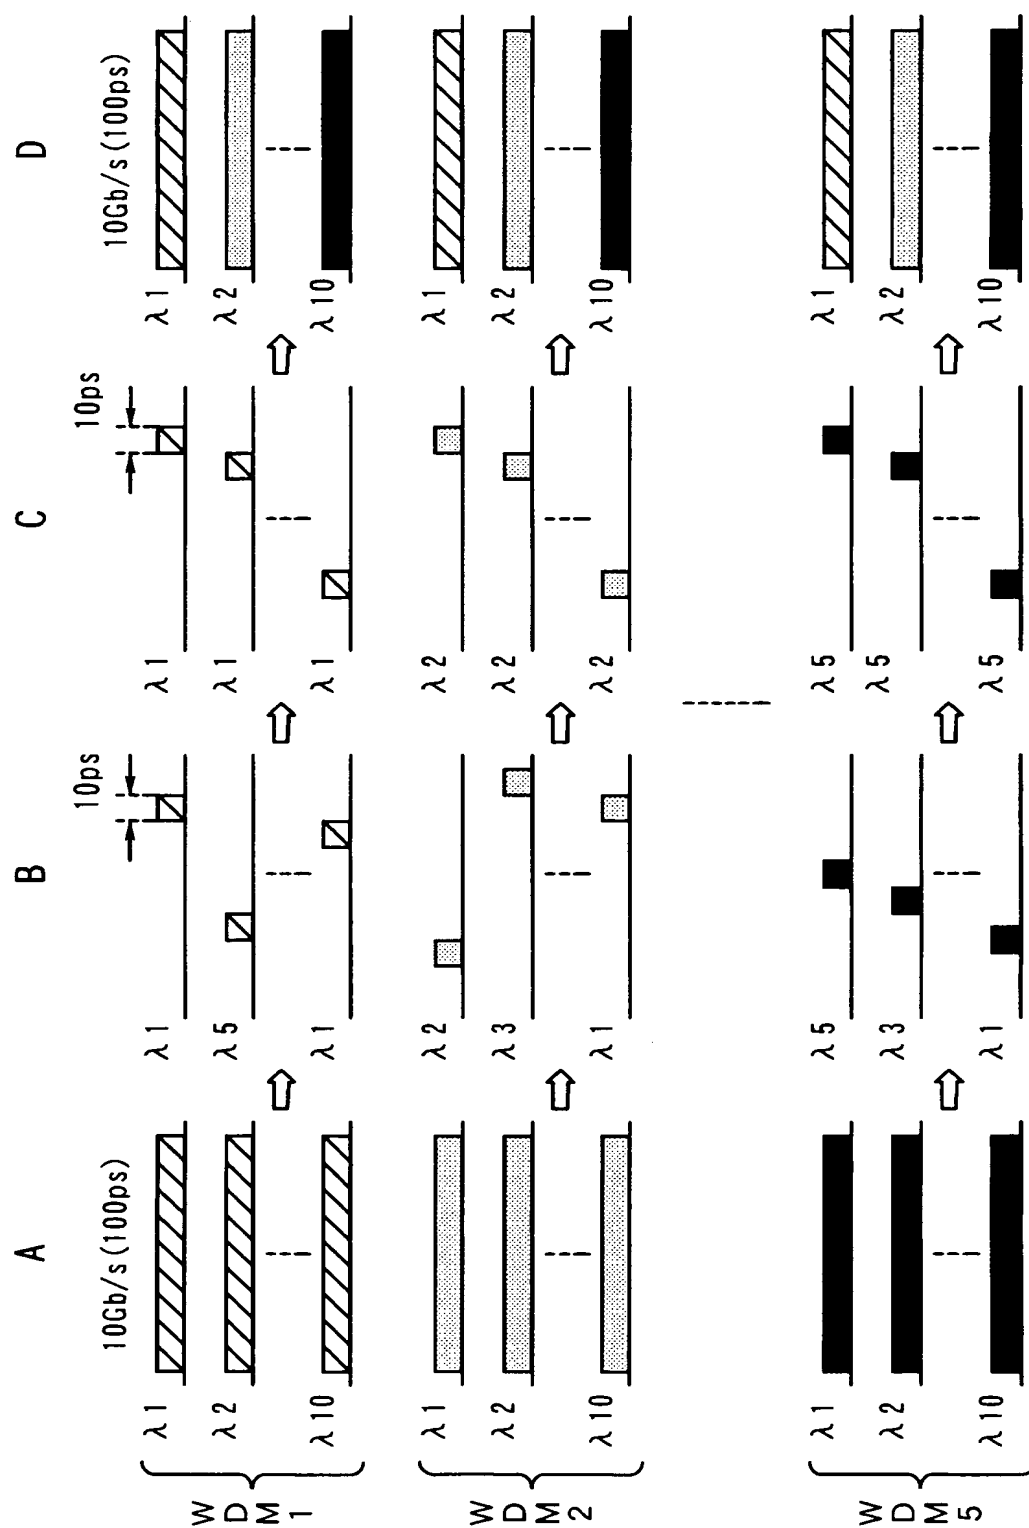 A B C D
10Gb/s(100ps) 10ps 10ps 10Gb/s(100ps)
WDM1
λ1 λ1 λ1 λ1
λ2 λ5 λ1 λ2
λ10 λ1 λ1 λ10
WDM2
λ1 λ2 λ2 λ1
λ2 λ3 λ2 λ2
λ10 λ1 λ2 λ10
WDM5
λ1 λ5 λ5 λ1
λ2 λ3 λ5 λ2
λ10 λ1 λ5 λ10